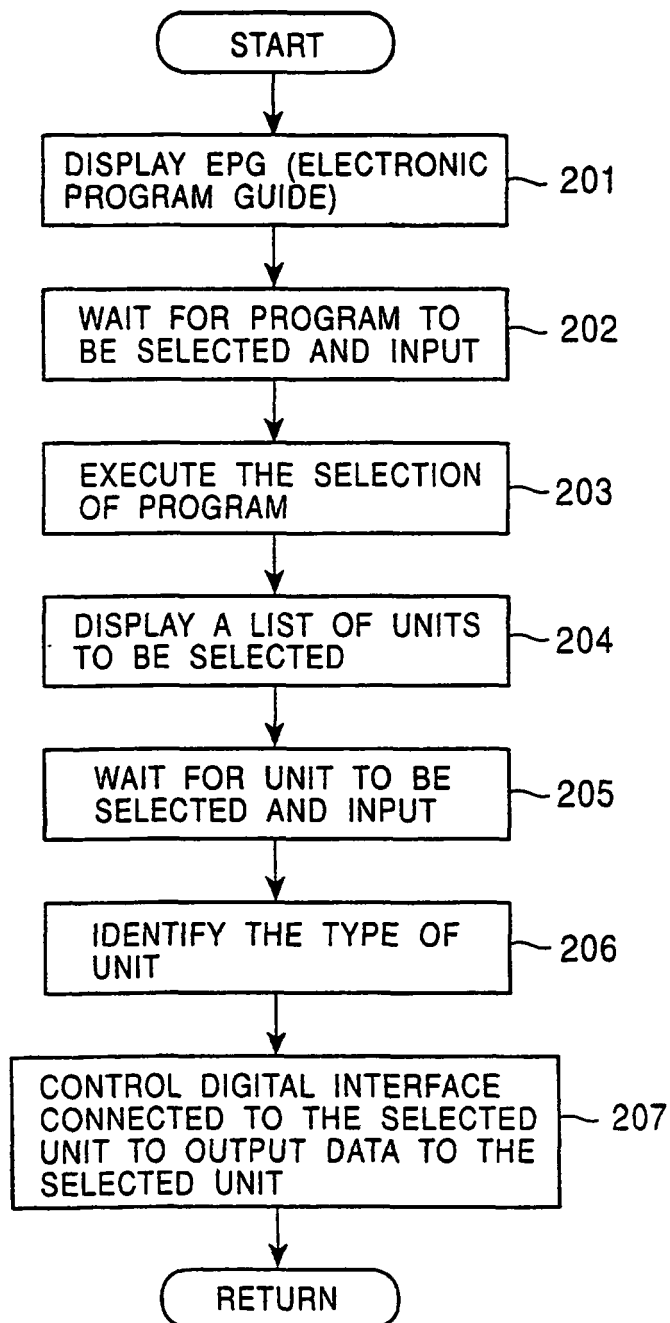 START
DISPLAY EPG (ELECTRONIC
PROGRAM GUIDE)
201
WAIT FOR PROGRAM TO
BE SELECTED AND INPUT
202
EXECUTE THE SELECTION
OF PROGRAM
203
DISPLAY A LIST OF UNITS
TO BE SELECTED
204
WAIT FOR UNIT TO BE
SELECTED AND INPUT
205
IDENTIFY THE TYPE OF
UNIT
206
CONTROL DIGITAL INTERFACE
CONNECTED TO THE SELECTED
UNIT TO OUTPUT DATA TO THE
SELECTED UNIT
207
RETURN